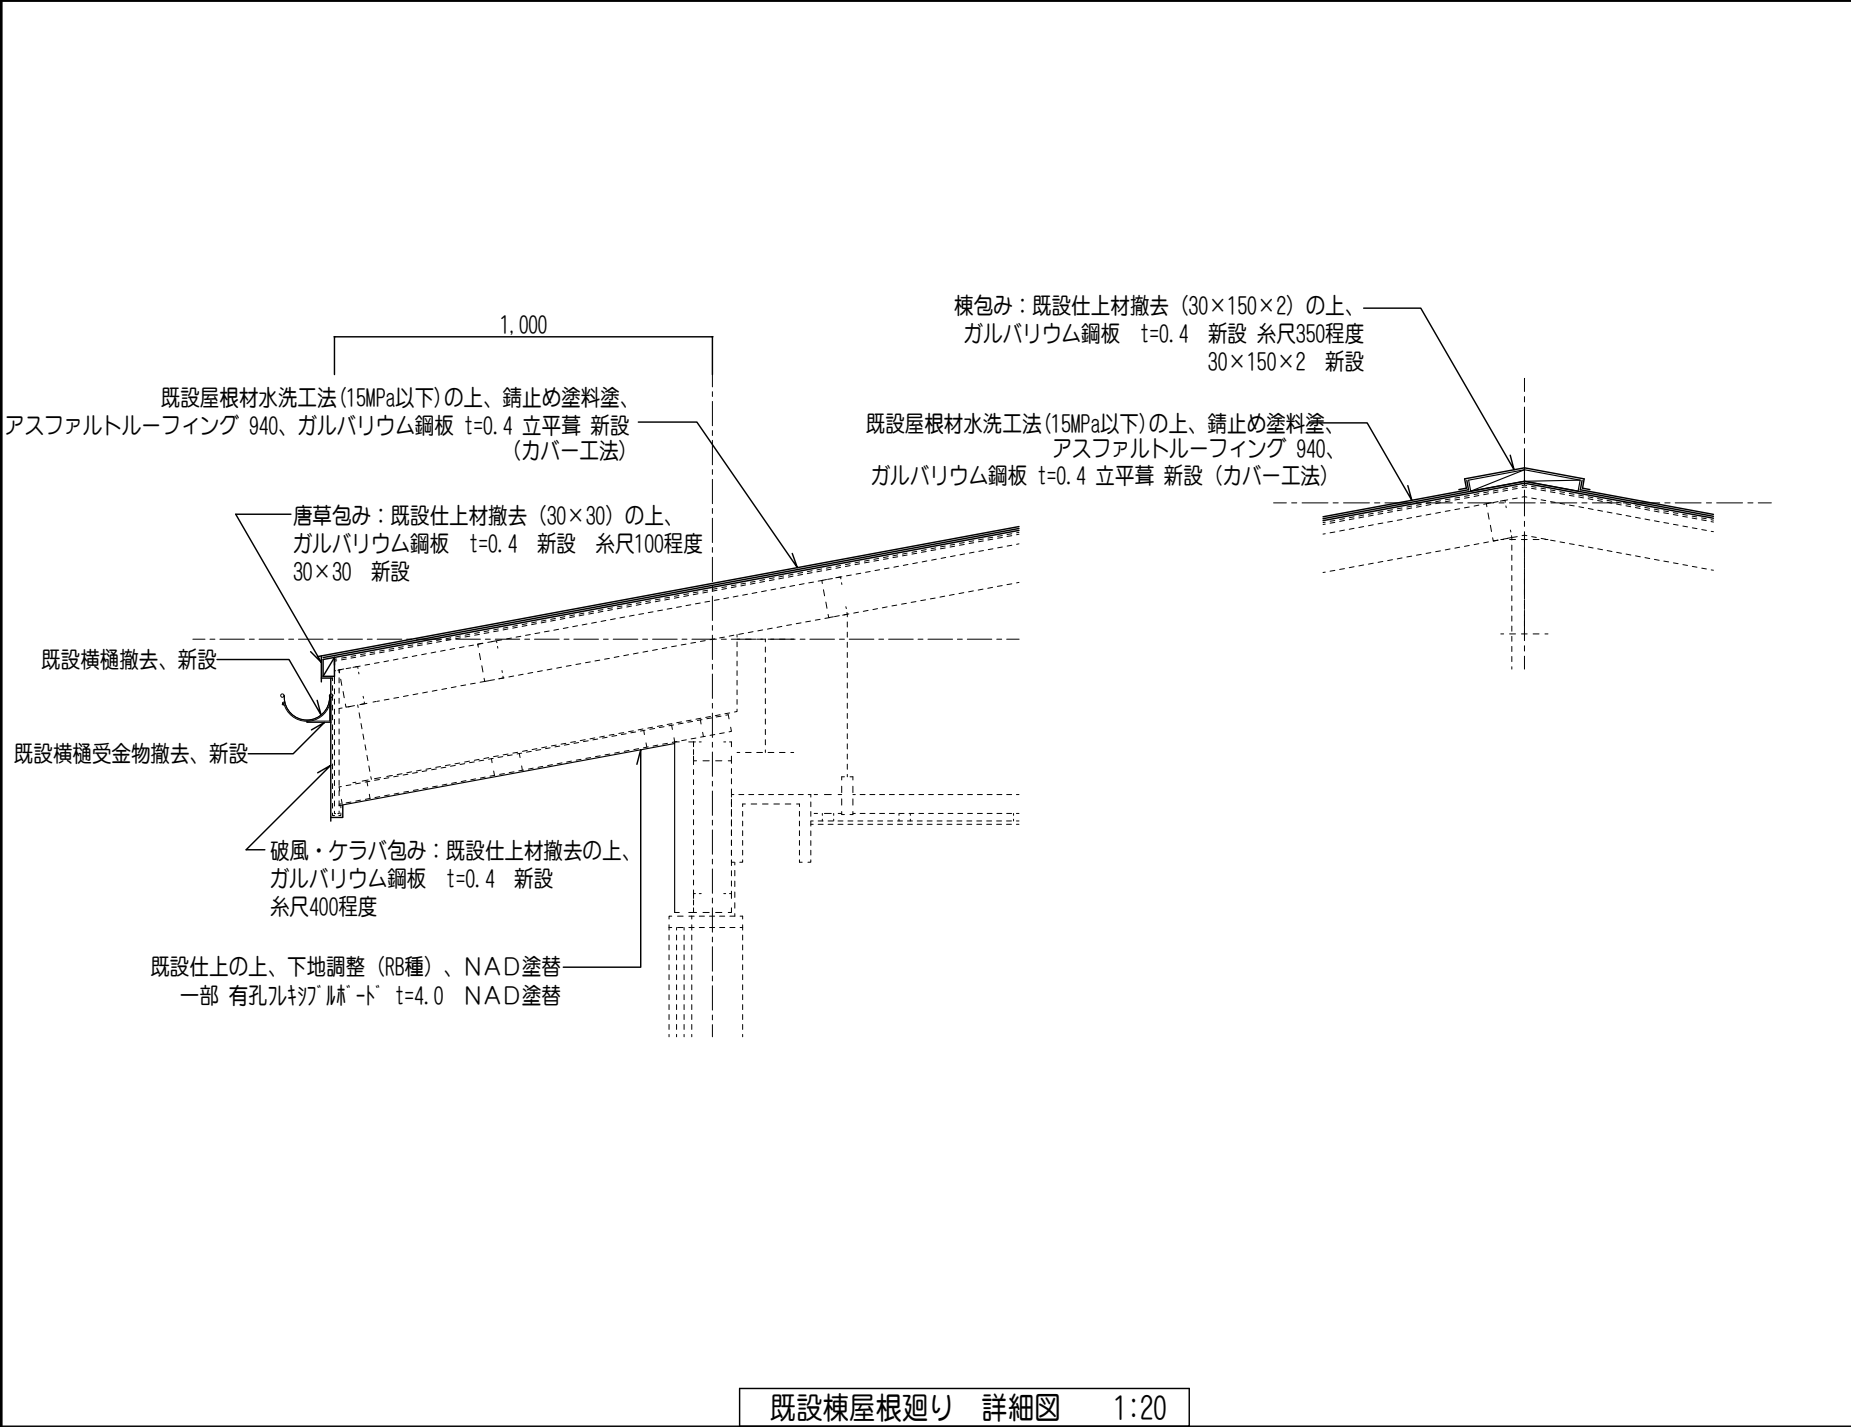 1,000
既設屋根材水洗工法(15MPa以下)の上、錆止め塗料塗、
アスファルトルーフィング 940、ガルバリウム鋼板 t=0.4 立平葺 新設
(カバー工法)
唐草包み：既設仕上材撤去（30×30）の上、
ガルバリウム鋼板　t=0.4　新設　糸尺100程度
30×30　新設
既設横樋撤去、新設
既設横樋受金物撤去、新設
破風・ケラバ包み：既設仕上材撤去の上、
ガルバリウム鋼板　t=0.4　新設
糸尺400程度
既設仕上の上、下地調整（RB種）、ＮＡＤ塗替
一部 有孔ﾌﾚｷｼﾌﾞﾙﾎﾞｰﾄﾞ t=4.0　ＮＡＤ塗替
棟包み：既設仕上材撤去（30×150×2）の上、
ガルバリウム鋼板　t=0.4　新設 糸尺350程度
30×150×2　新設
既設屋根材水洗工法(15MPa以下)の上、錆止め塗料塗、
アスファルトルーフィング 940、
ガルバリウム鋼板 t=0.4 立平葺 新設（カバー工法）
既設棟屋根廻り　詳細図　　1:20